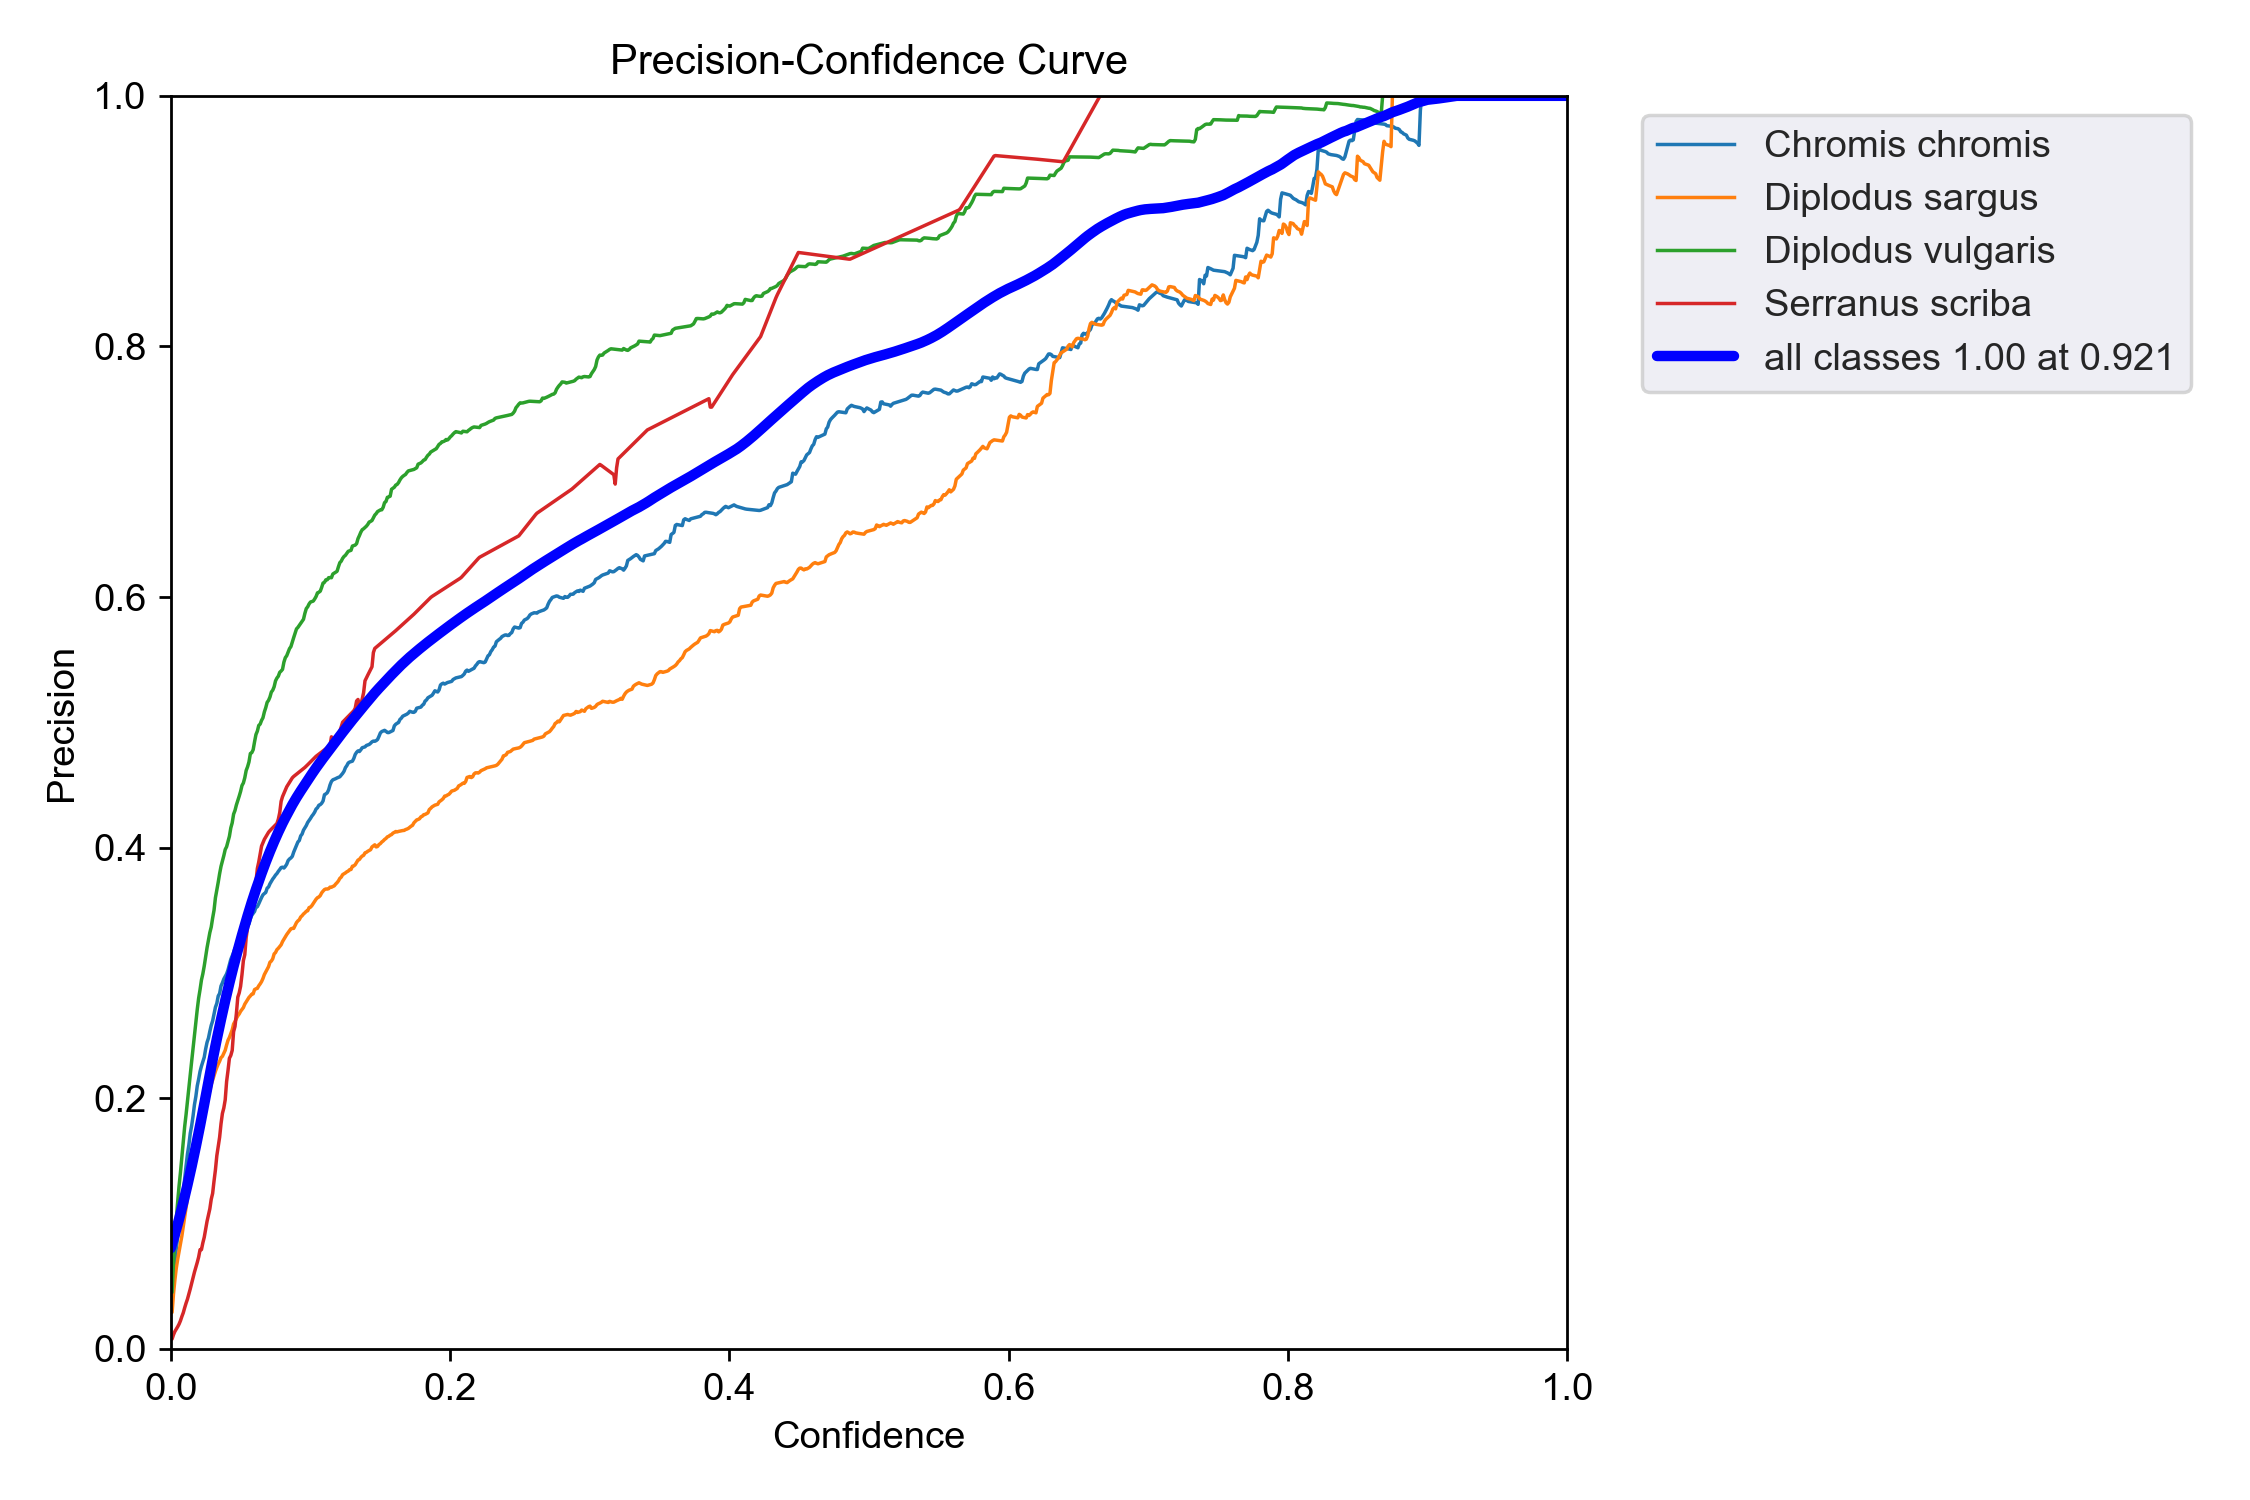 Precision-Confidence Curve
1.0
0.8
0.6
0.4
0.2
0.0
Precision
0.0 0.2 0.4 0.6 0.8 1.0
Confidence
Chromis chromis
Diplodus sargus
Diplodus vulgaris
Serranus scriba
all classes 1.00 at 0.921